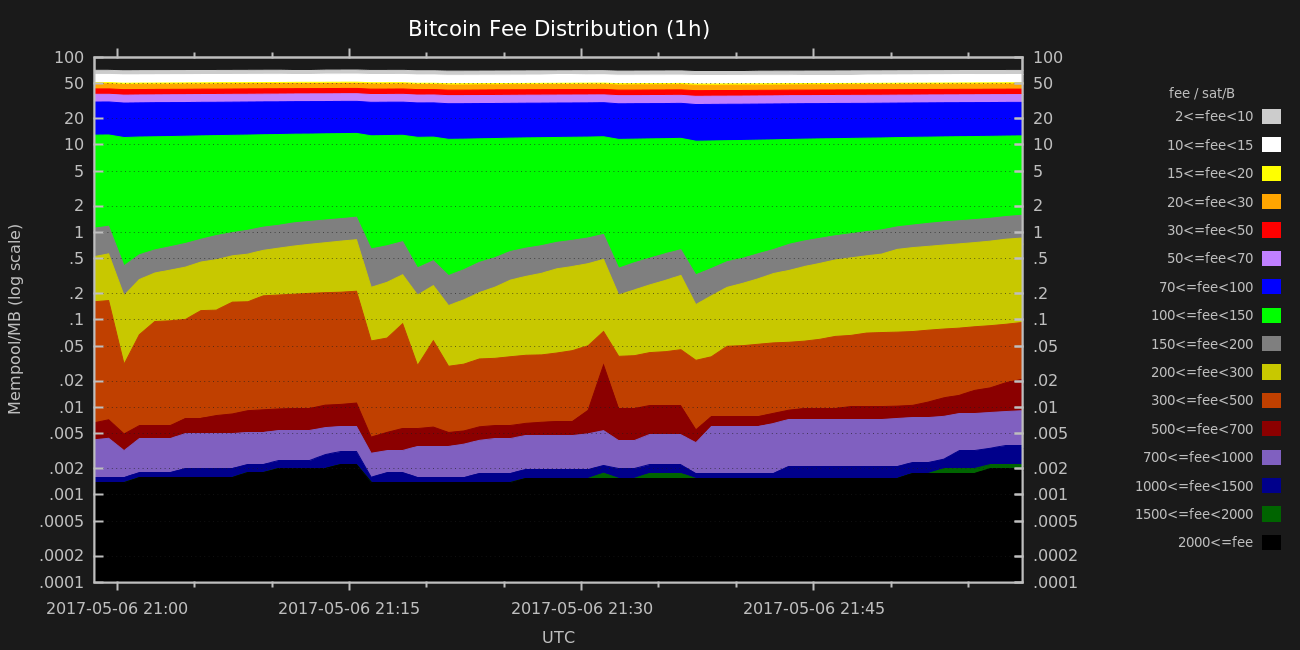 Bitcoin Fee Distribution (1h)
Mempool/MB (log scale)
100
50
20
10
5
2
1
.5
.2
.1
.05
.02
.01
.005
.002
.001
.0005
.0002
.0001
100
50
20
10
5
2
1
.5
.2
.1
.05
.02
.01
.005
.002
.001
.0005
.0002
.0001
2017-05-06 21:00
2017-05-06 21:15
2017-05-06 21:30
2017-05-06 21:45
UTC
fee / sat/B
2<=fee<10
10<=fee<15
15<=fee<20
20<=fee<30
30<=fee<50
50<=fee<70
70<=fee<100
100<=fee<150
150<=fee<200
200<=fee<300
300<=fee<500
500<=fee<700
700<=fee<1000
1000<=fee<1500
1500<=fee<2000
2000<=fee